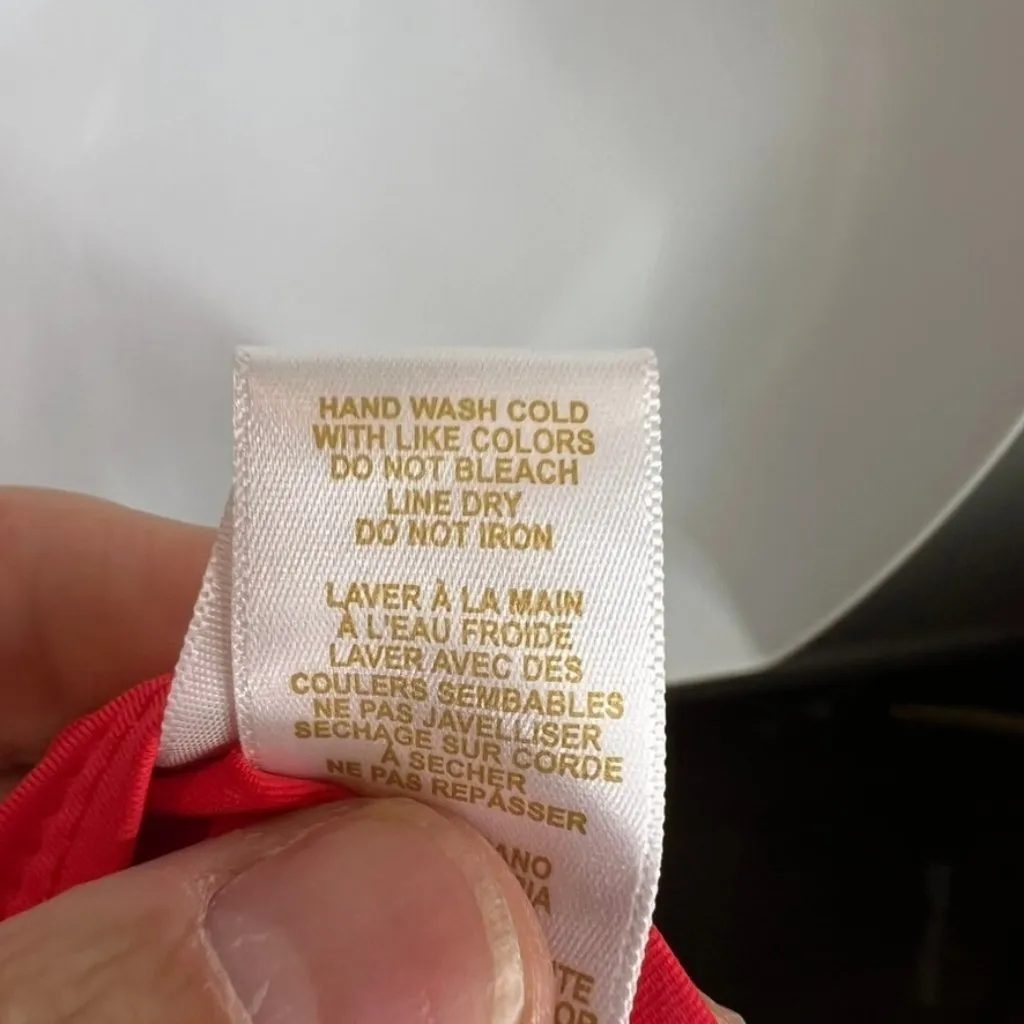 HAND WASH COLD
WITH LIKE COLORS
DO NOT BLEACH
LINE DRY
DO NOT IRON
LAVER À LA MAIN
À L'EAU FROIDE
LAVER AVEC DES
COULERS SEMBABLES
NE PAS JAVELLISER
SECHAGE SUR CORDE
À SECHER
NE PAS REPASSER